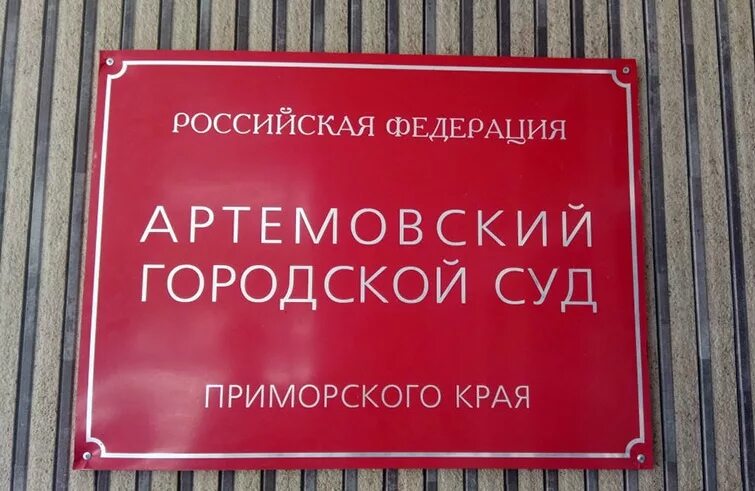 РОССИЙСКАЯ ФЕДЕРАЦИЯ
АРТЕМОВСКИЙ
ГОРОДСКОЙ СУД
ПРИМОРСКОГО КРАЯ